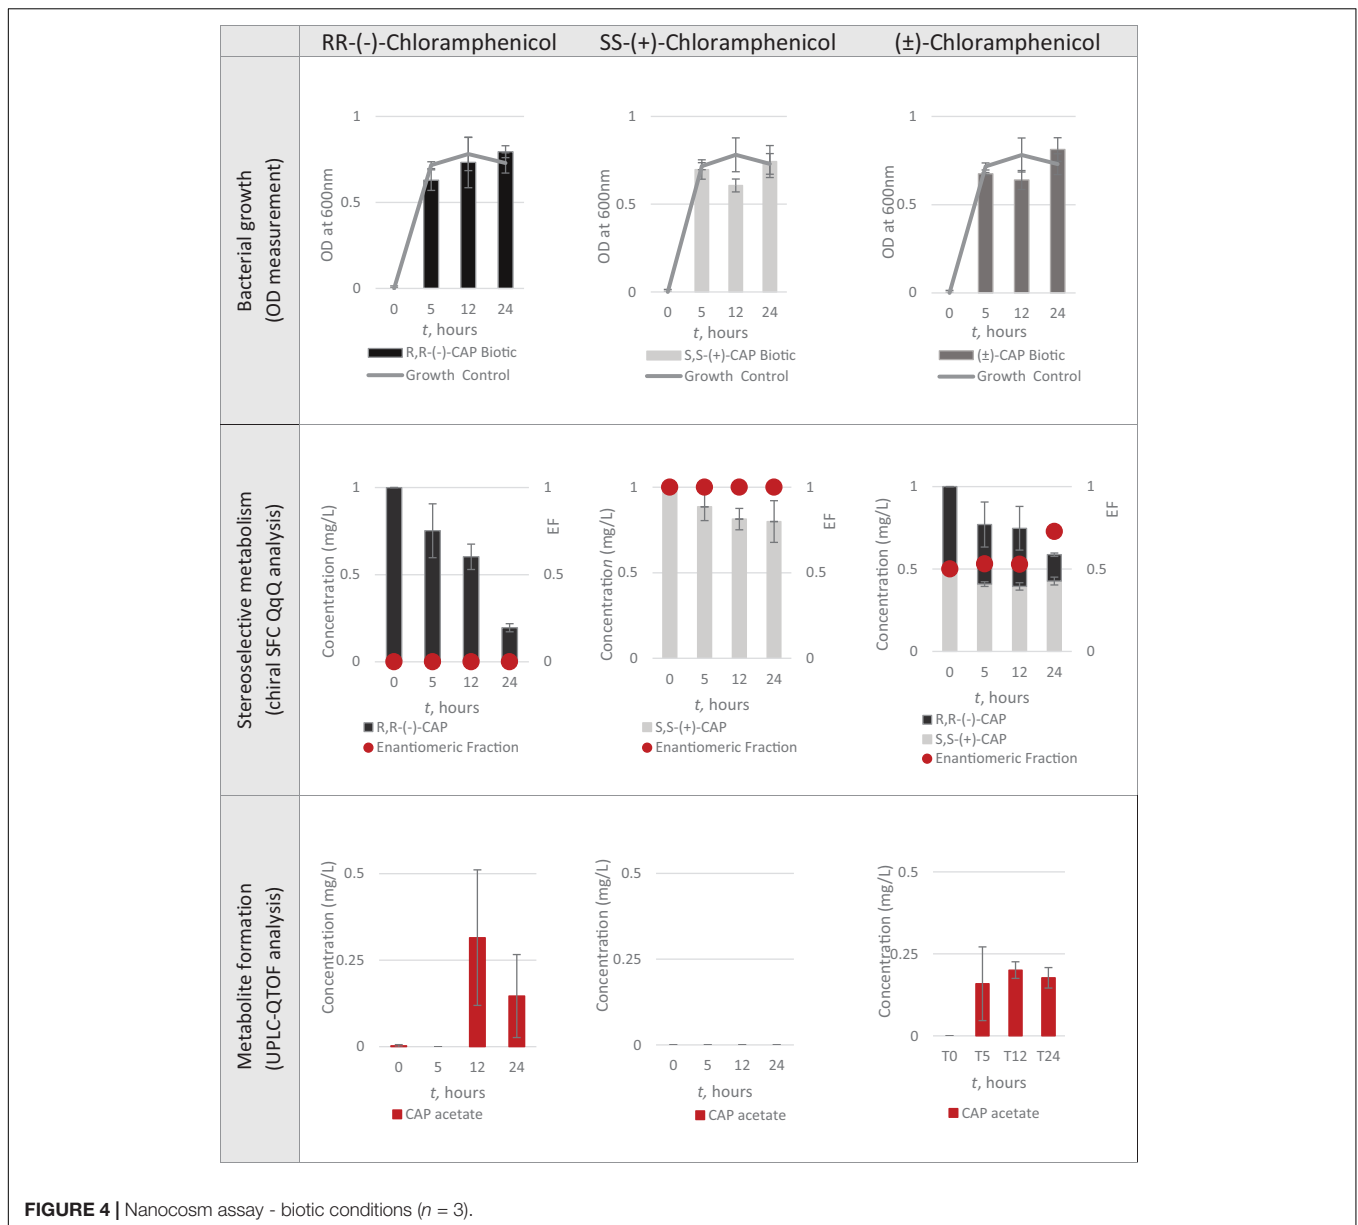 RR-(-)-Chloramphenicol SS-(+)-Chloramphenicol (±)-Chloramphenicol
Bacterial growth
(OD measurement)
OD at 600nm
1
0.5
0
0 5 12 24
t, hours
R,R-(-)-CAP Biotic
Growth Control
OD at 600nm
1
0.5
0
0 5 12 24
t, hours
S,S-(+)-CAP Biotic
Growth Control
OD at 600nm
1
0.5
0
0 5 12 24
t, hours
(±)-CAP Biotic
Growth Control
Stereoselective metabolism
(chiral SFC QqQ analysis)
Concentration (mg/L)
1
0.5
0
EF
1
0.5
0
0 5 12 24
t, hours
R,R-(-)-CAP
Enantiomeric Fraction
Concentration (mg/L)
1
0.5
0
EF
1
0.5
0
0 5 12 24
t, hours
S,S-(+)-CAP
Enantiomeric Fraction
Concentration (mg/L)
1
0.5
0
EF
1
0.5
0
0 5 12 24
t, hours
R,R-(-)-CAP
S,S-(+)-CAP
Enantiomeric Fraction
Metabolite formation
(UPLC-QTOF analysis)
Concentration (mg/L)
0.5
0.25
0
0 5 12 24
t, hours
CAP acetate
Concentration (mg/L)
0.5
0.25
0
0 5 12 24
t, hours
CAP acetate
Concentration (mg/L)
0.5
0.25
0
T0 T5 T12 T24
t, hours
CAP acetate
FIGURE 4 | Nanocosm assay - biotic conditions (n = 3).